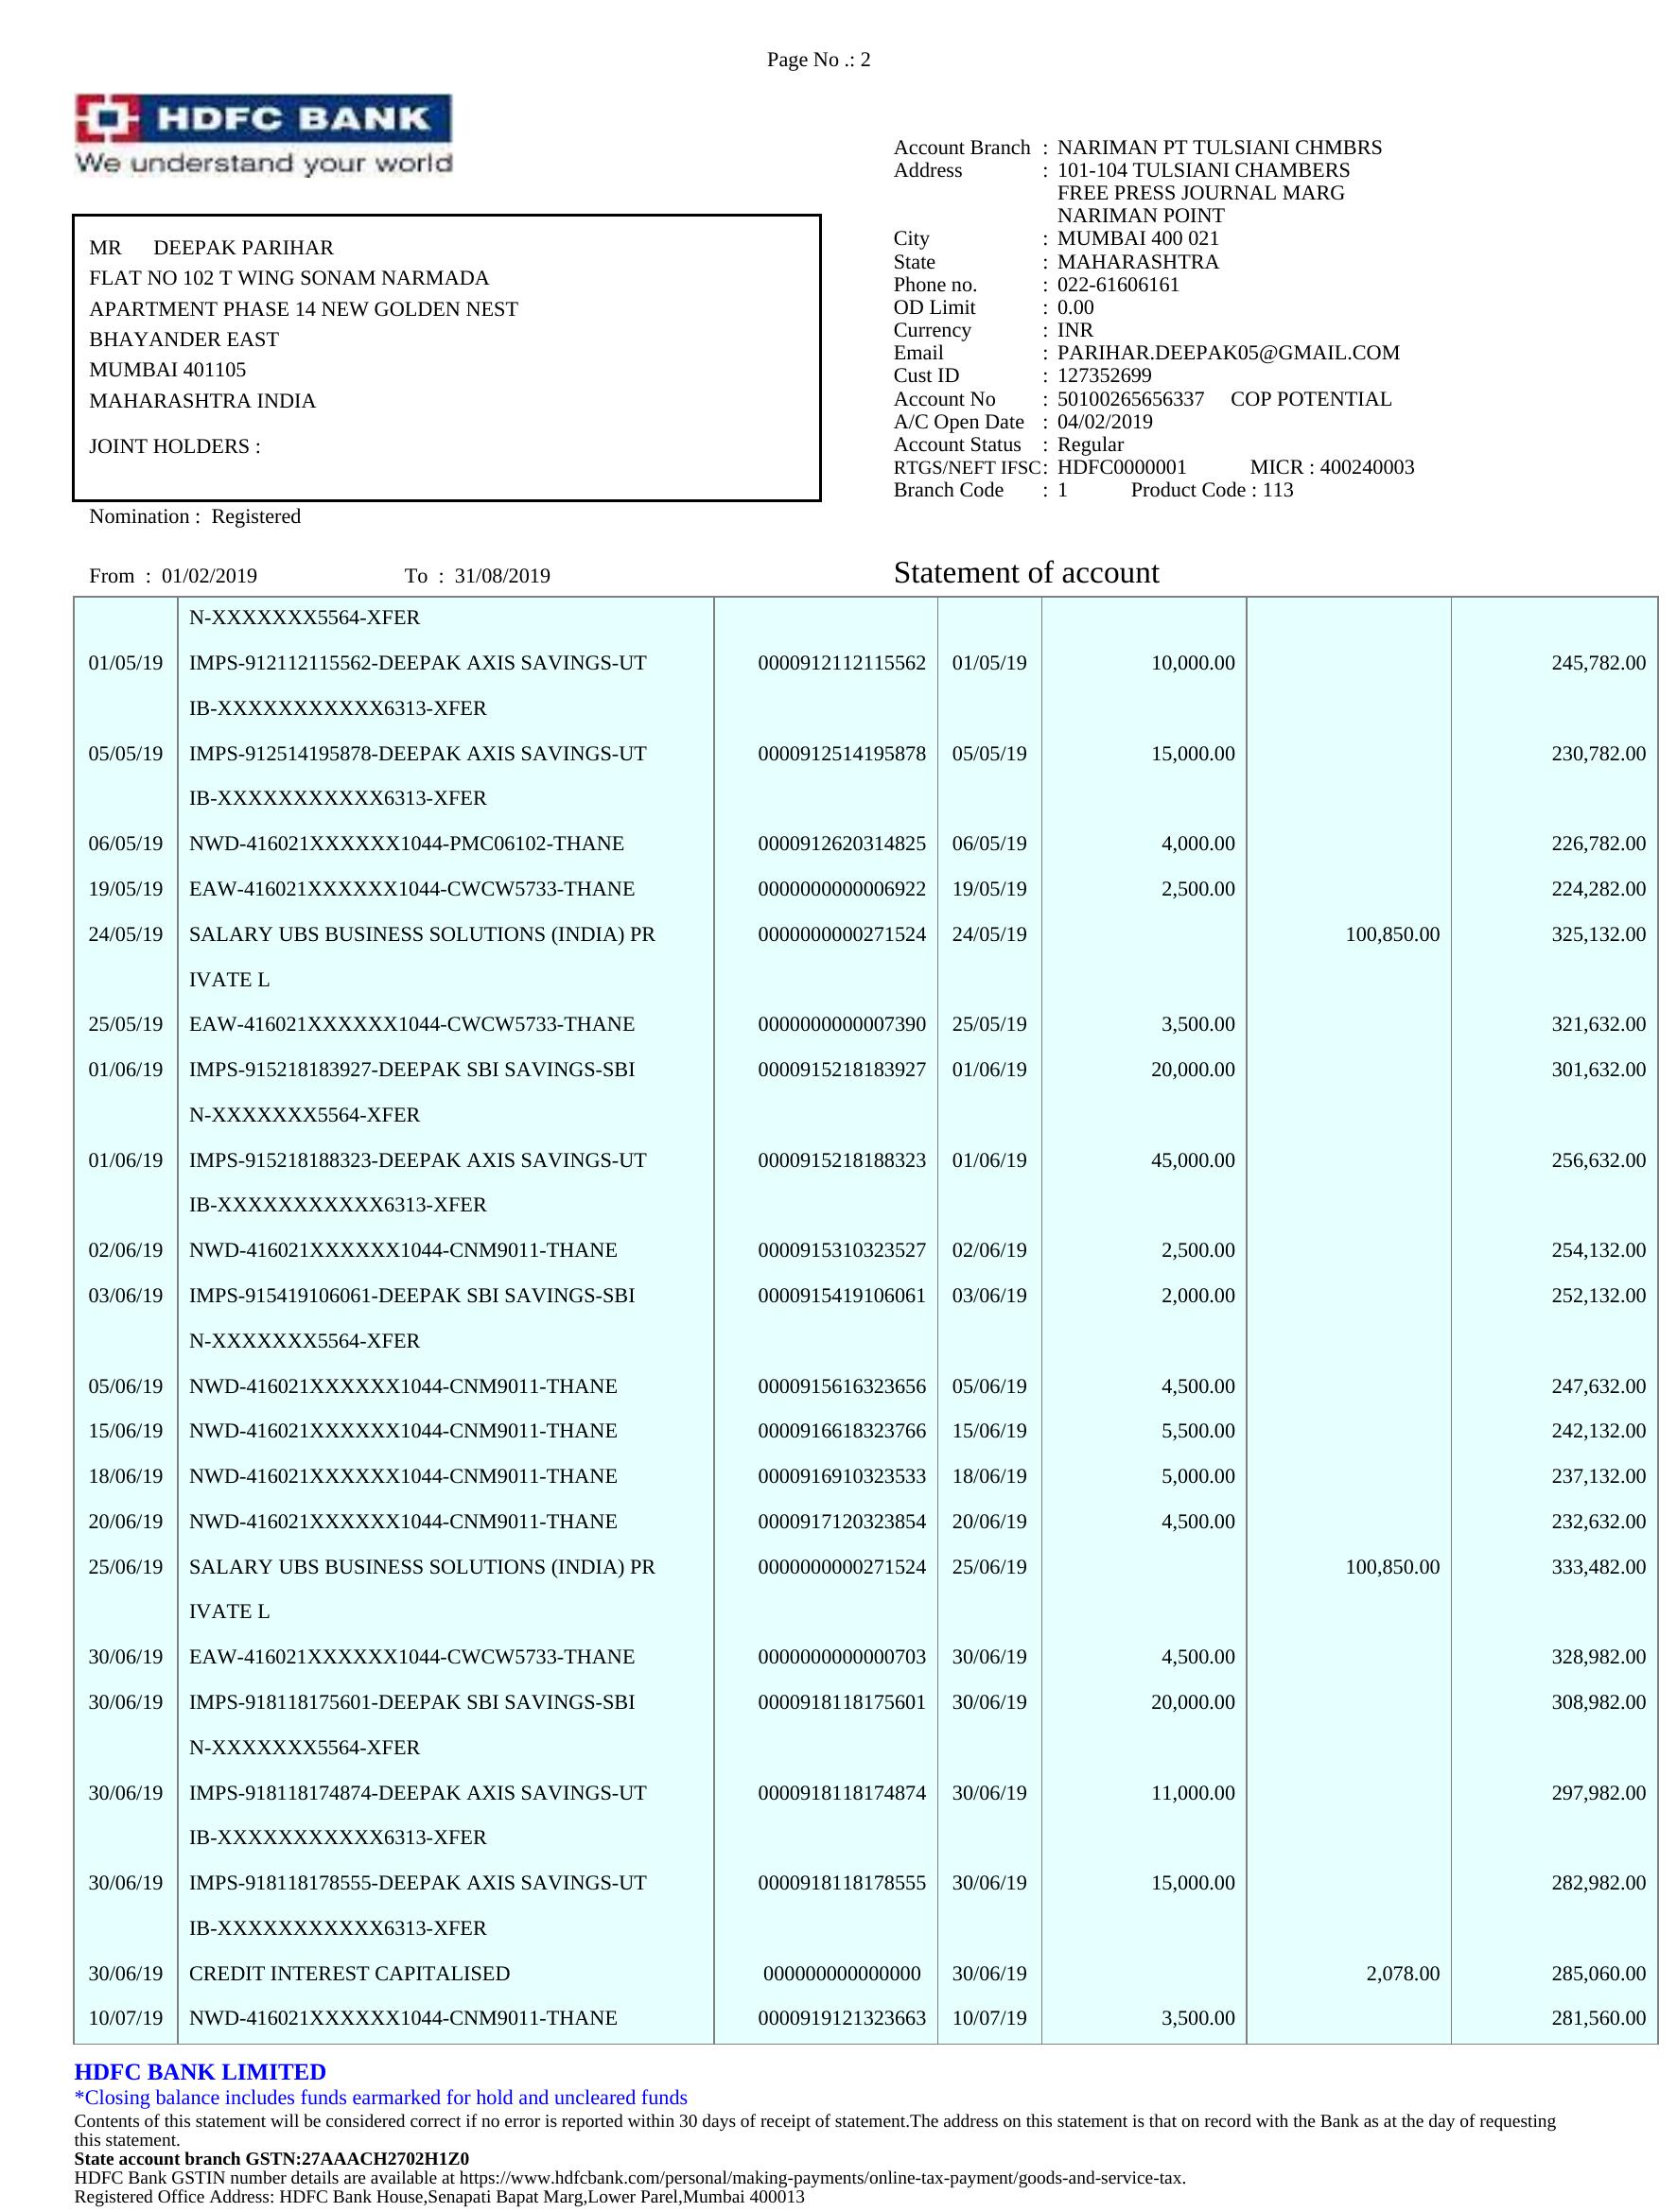 Page No .: 2
HDFC BANK
We understand your world
Account Branch : NARIMAN PT TULSIANI CHMBRS
Address : 101-104 TULSIANI CHAMBERS
FREE PRESS JOURNAL MARG
NARIMAN POINT
City : MUMBAI 400 021
State : MAHARASHTRA
Phone no. : 022-61606161
OD Limit : 0.00
Currency : INR
Email : PARIHAR.DEEPAK05@GMAIL.COM
Cust ID : 127352699
Account No : 50100265656337 COP POTENTIAL
A/C Open Date : 04/02/2019
Account Status : Regular
RTGS/NEFT IFSC : HDFC0000001 MICR : 400240003
Branch Code : 1 Product Code : 113
MR DEEPAK PARIHAR
FLAT NO 102 T WING SONAM NARMADA
APARTMENT PHASE 14 NEW GOLDEN NEST
BHAYANDER EAST
MUMBAI 401105
MAHARASHTRA INDIA
JOINT HOLDERS :
Nomination : Registered
From : 01/02/2019 To : 31/08/2019 Statement of account
N-XXXXXXX5564-XFER
01/05/19 IMPS-912112115562-DEEPAK AXIS SAVINGS-UT 0000912112115562 01/05/19 10,000.00 245,782.00
IB-XXXXXXXXXXX6313-XFER
05/05/19 IMPS-912514195878-DEEPAK AXIS SAVINGS-UT 0000912514195878 05/05/19 15,000.00 230,782.00
IB-XXXXXXXXXXX6313-XFER
06/05/19 NWD-416021XXXXXX1044-PMC06102-THANE 0000912620314825 06/05/19 4,000.00 226,782.00
19/05/19 EAW-416021XXXXXX1044-CWCW5733-THANE 0000000000006922 19/05/19 2,500.00 224,282.00
24/05/19 SALARY UBS BUSINESS SOLUTIONS (INDIA) PR 0000000000271524 24/05/19 100,850.00 325,132.00
IVATE L
25/05/19 EAW-416021XXXXXX1044-CWCW5733-THANE 0000000000007390 25/05/19 3,500.00 321,632.00
01/06/19 IMPS-915218183927-DEEPAK SBI SAVINGS-SBI 0000915218183927 01/06/19 20,000.00 301,632.00
N-XXXXXXX5564-XFER
01/06/19 IMPS-915218188323-DEEPAK AXIS SAVINGS-UT 0000915218188323 01/06/19 45,000.00 256,632.00
IB-XXXXXXXXXXX6313-XFER
02/06/19 NWD-416021XXXXXX1044-CNM9011-THANE 0000915310323527 02/06/19 2,500.00 254,132.00
03/06/19 IMPS-915419106061-DEEPAK SBI SAVINGS-SBI 0000915419106061 03/06/19 2,000.00 252,132.00
N-XXXXXXX5564-XFER
05/06/19 NWD-416021XXXXXX1044-CNM9011-THANE 0000915616323656 05/06/19 4,500.00 247,632.00
15/06/19 NWD-416021XXXXXX1044-CNM9011-THANE 0000916618323766 15/06/19 5,500.00 242,132.00
18/06/19 NWD-416021XXXXXX1044-CNM9011-THANE 0000916910323533 18/06/19 5,000.00 237,132.00
20/06/19 NWD-416021XXXXXX1044-CNM9011-THANE 0000917120323854 20/06/19 4,500.00 232,632.00
25/06/19 SALARY UBS BUSINESS SOLUTIONS (INDIA) PR 0000000000271524 25/06/19 100,850.00 333,482.00
IVATE L
30/06/19 EAW-416021XXXXXX1044-CWCW5733-THANE 0000000000000703 30/06/19 4,500.00 328,982.00
30/06/19 IMPS-918118175601-DEEPAK SBI SAVINGS-SBI 0000918118175601 30/06/19 20,000.00 308,982.00
N-XXXXXXX5564-XFER
30/06/19 IMPS-918118174874-DEEPAK AXIS SAVINGS-UT 0000918118174874 30/06/19 11,000.00 297,982.00
IB-XXXXXXXXXXX6313-XFER
30/06/19 IMPS-918118178555-DEEPAK AXIS SAVINGS-UT 0000918118178555 30/06/19 15,000.00 282,982.00
IB-XXXXXXXXXXX6313-XFER
30/06/19 CREDIT INTEREST CAPITALISED 000000000000000 30/06/19 2,078.00 285,060.00
10/07/19 NWD-416021XXXXXX1044-CNM9011-THANE 0000919121323663 10/07/19 3,500.00 281,560.00
HDFC BANK LIMITED
*Closing balance includes funds earmarked for hold and uncleared funds
Contents of this statement will be considered correct if no error is reported within 30 days of receipt of statement.The address on this statement is that on record with the Bank as at the day of requesting
this statement.
State account branch GSTN:27AAACH2702H1Z0
HDFC Bank GSTIN number details are available at https://www.hdfcbank.com/personal/making-payments/online-tax-payment/goods-and-service-tax.
Registered Office Address: HDFC Bank House,Senapati Bapat Marg,Lower Parel,Mumbai 400013